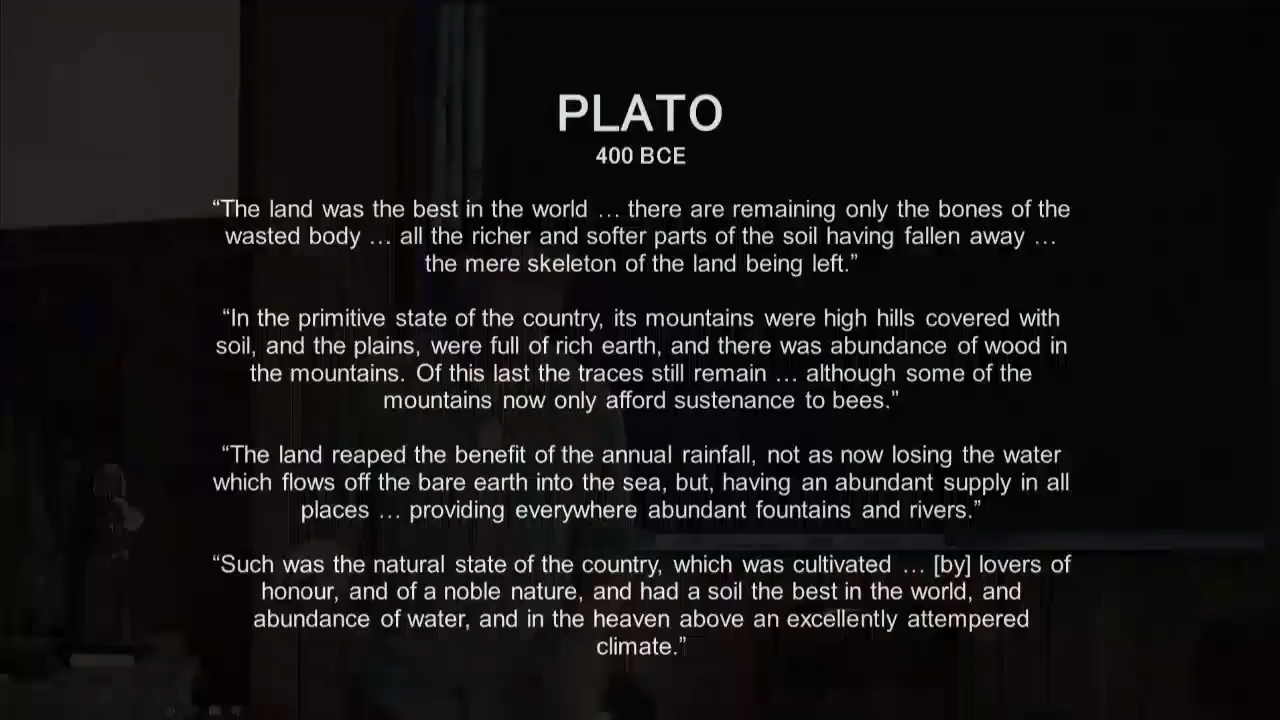 PLATO
400 BCE
“The land was the best in the world … there are remaining only the bones of the
wasted body … all the richer and softer parts of the soil having fallen away …
the mere skeleton of the land being left.”
“In the primitive state of the country, its mountains were high hills covered with
soil, and the plains, were full of rich earth, and there was abundance of wood in
the mountains. Of this last the traces still remain … although some of the
mountains now only afford sustenance to bees.”
“The land reaped the benefit of the annual rainfall, not as now losing the water
which flows off the bare earth into the sea, but, having an abundant supply in all
places … providing everywhere abundant fountains and rivers.”
“Such was the natural state of the country, which was cultivated … [by] lovers of
honour, and of a noble nature, and had a soil the best in the world, and
abundance of water, and in the heaven above an excellently attempered
climate.”